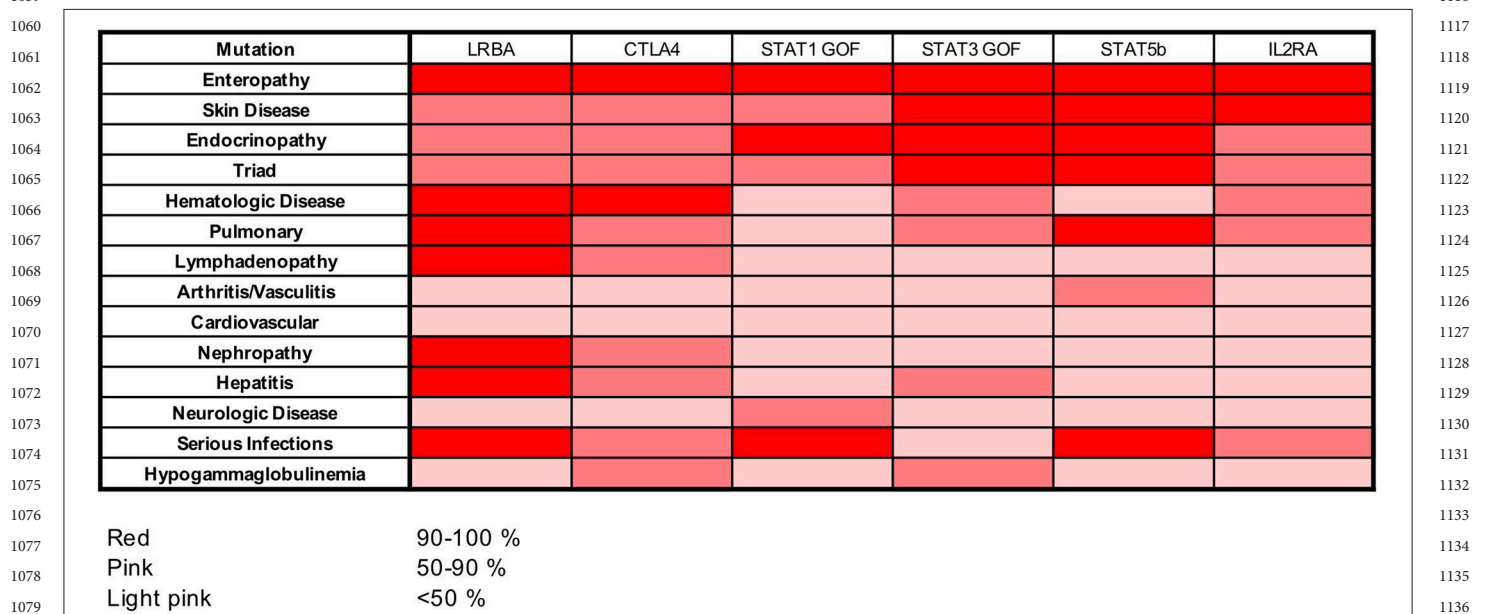 1060
1061
1062
1063
1064
1065
1066
1067
1068
1069
1070
1071
1072
1073
1074
1075
1076
1077
1078
1079
Mutation LRBA CTLA4 STAT1 GOF STAT3 GOF STAT5b IL2RA
Enteropathy
Skin Disease
Endocrinopathy
Triad
Hematologic Disease
Pulmonary
Lymphadenopathy
Arthritis/Vasculitis
Cardiovascular
Nephropathy
Hepatitis
Neurologic Disease
Serious Infections
Hypogammaglobulinemia
Red 90-100 %
Pink 50-90 %
Light pink <50 %
1117
1118
1119
1120
1121
1122
1123
1124
1125
1126
1127
1128
1129
1130
1131
1132
1133
1134
1135
1136